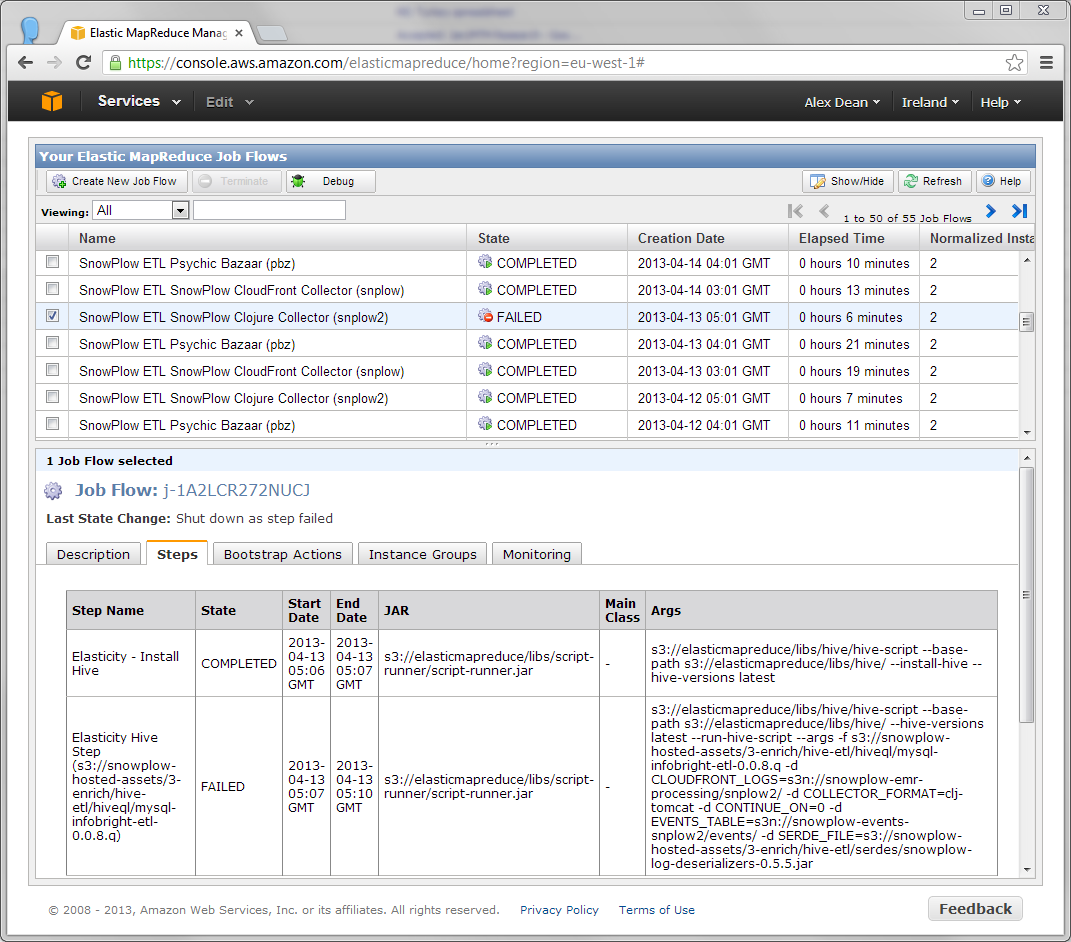 Elastic MapReduce Manag
https://console.aws.amazon.com/elasticmapreduce/home?region=eu-west-1#
Services Edit Alex Dean Ireland Help
Your Elastic MapReduce Job Flows
Create New Job Flow Terminate Debug Show/Hide Refresh Help
Viewing: All 1 to 50 of 55 Job Flows
Name State Creation Date Elapsed Time Normalized Insta
SnowPlow ETL Psychic Bazaar (pbz) COMPLETED 2013-04-14 04:01 GMT 0 hours 10 minutes 2
SnowPlow ETL SnowPlow CloudFront Collector (snplow) COMPLETED 2013-04-14 03:01 GMT 0 hours 13 minutes 2
SnowPlow ETL SnowPlow Clojure Collector (snplow2) FAILED 2013-04-13 05:01 GMT 0 hours 6 minutes 2
SnowPlow ETL Psychic Bazaar (pbz) COMPLETED 2013-04-13 04:01 GMT 0 hours 21 minutes 2
SnowPlow ETL SnowPlow CloudFront Collector (snplow) COMPLETED 2013-04-13 03:01 GMT 0 hours 19 minutes 2
SnowPlow ETL SnowPlow Clojure Collector (snplow2) COMPLETED 2013-04-12 05:01 GMT 0 hours 7 minutes 2
SnowPlow ETL Psychic Bazaar (pbz) COMPLETED 2013-04-12 04:01 GMT 0 hours 11 minutes 2
1 Job Flow selected
Job Flow: j-1A2LCR272NUCJ
Last State Change: Shut down as step failed
Description Steps Bootstrap Actions Instance Groups Monitoring
Step Name State Start Date End Date JAR Main Class Args
Elasticity - Install
Hive
COMPLETED
2013-
04-13
05:06
GMT
2013-
04-13
05:07
GMT
s3://elasticmapreduce/libs/script-
runner/script-runner.jar
-
s3://elasticmapreduce/libs/hive/hive-script --base-
path s3://elasticmapreduce/libs/hive/ --install-hive --
hive-versions latest
Elasticity Hive
Step
(s3://snowplow-
hosted-assets/3-
enrich/hive-
etl/hiveql/mysql-
infobright-etl-
0.0.8.q)
FAILED
2013-
04-13
05:07
GMT
2013-
04-13
05:10
GMT
s3://elasticmapreduce/libs/script-
runner/script-runner.jar
-
s3://elasticmapreduce/libs/hive/hive-script --base-
path s3://elasticmapreduce/libs/hive/ --hive-versions
latest --run-hive-script --args -f s3://snowplow-
hosted-assets/3-enrich/hive-etl/hiveql/mysql-
infobright-etl-0.0.8.q -d
CLOUDFRONT_LOGS=s3n://snowplow-emr-
processing/snplow2/ -d COLLECTOR_FORMAT=clj-
tomcat -d CONTINUE_ON=0 -d
EVENTS_TABLE=s3n://snowplow-events-
snplow2/events/ -d SERDE_FILE=s3://snowplow-
hosted-assets/3-enrich/hive-etl/serdes/snowplow-
log-deserializers-0.5.5.jar
© 2008 - 2013, Amazon Web Services, Inc. or its affiliates. All rights reserved. Privacy Policy Terms of Use Feedback